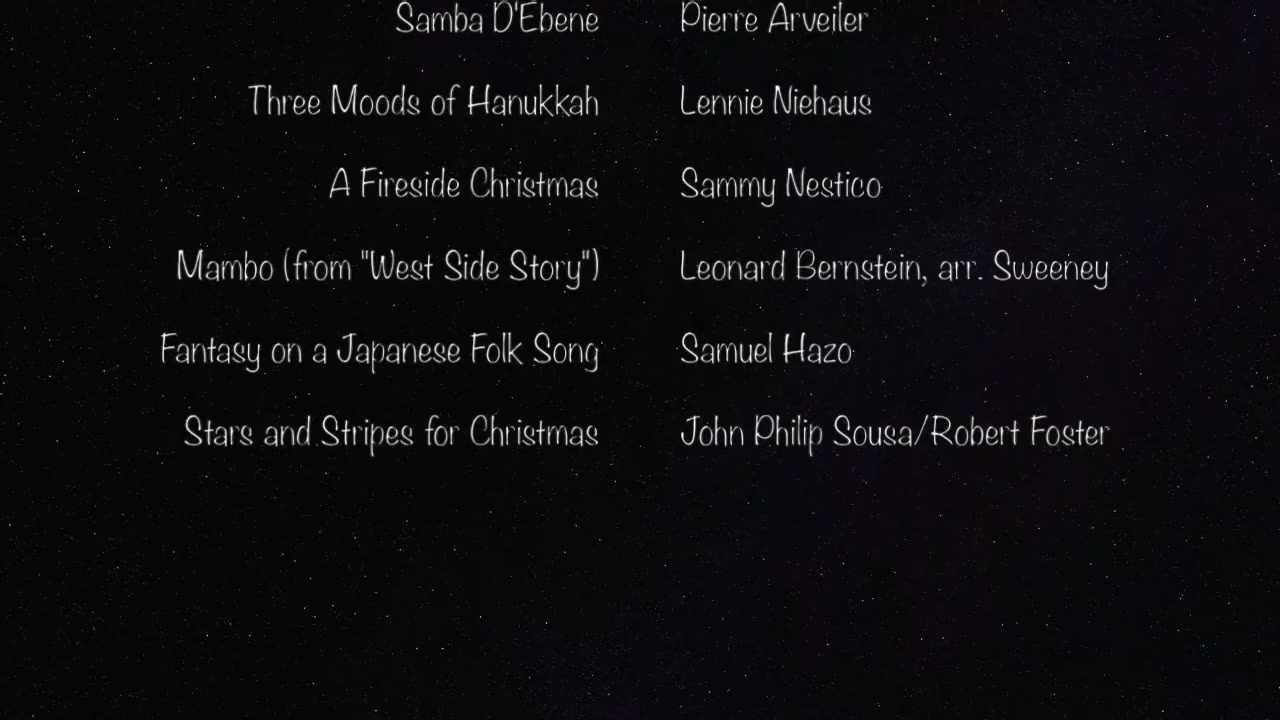 Samba D'Ebene Pierre Arveiler
Three Moods of Hanukkah Lennie Niehaus
A Fireside Christmas Sammy Nestico
Mambo (from "West Side Story") Leonard Bernstein, arr. Sweeney
Fantasy on a Japanese Folk Song Samuel Hazo
Stars and Stripes for Christmas John Philip Sousa/Robert Foster